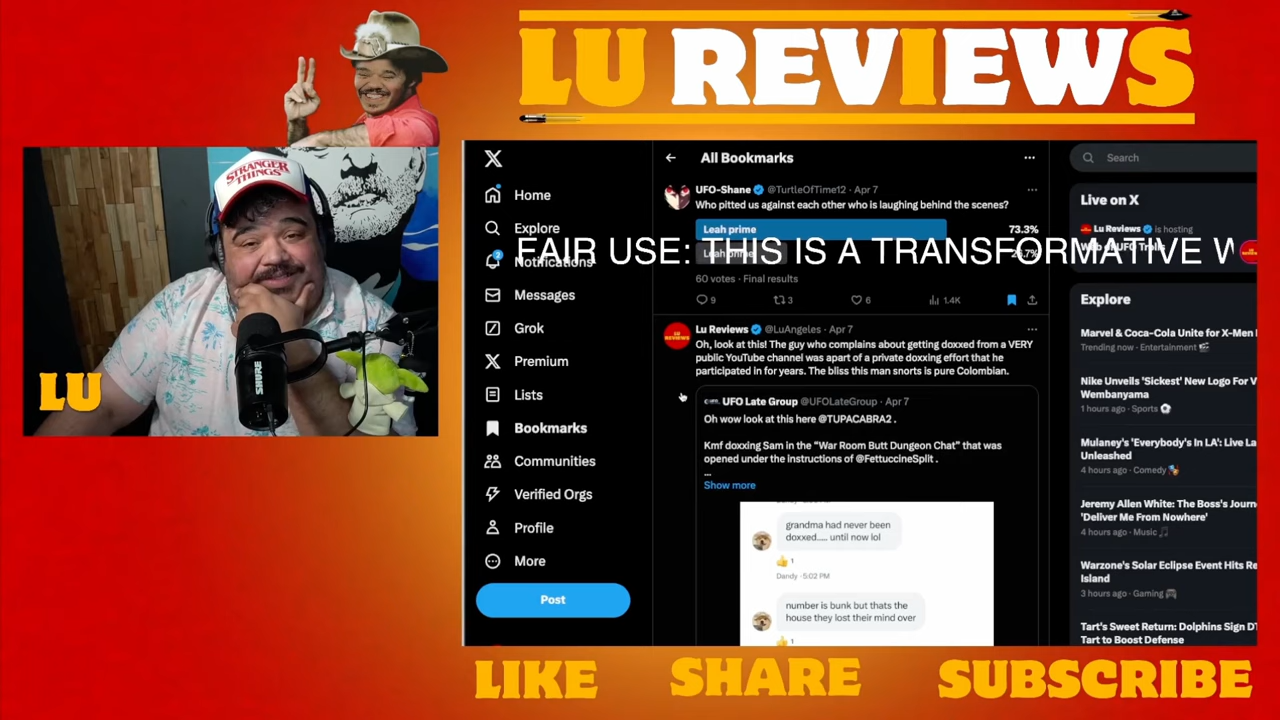 LU REVIEWS
STRANGER
THINGS
SHURE
LU
X
Home
Explore
Notifications
2
Messages
Grok
Premium
Lists
Bookmarks
Communities
Verified Orgs
Profile
More
Post
All Bookmarks
UFO-Shane @TurtleOfTime12 · Apr 7
Who pitted us against each other who is laughing behind the scenes?
Leah prime
73.3%
FAIR USE: THIS IS A TRANSFORMATIVE W
60 votes · Final results
9
3
6
1.4K
Lu Reviews @LuAngeles · Apr 7
Oh, look at this! The guy who complains about getting doxxed from a VERY
public YouTube channel was apart of a private doxxing effort that he
participated in for years. The bliss this man snorts is pure Colombian.
UFO Late Group @UFOLateGroup · Apr 7
Oh wow look at this here @TUPACABRA2 .
Kmf doxxing Sam in the “War Room Butt Dungeon Chat” that was
opened under the instructions of @FettuccineSplit .
...
Show more
grandma had never been
doxxed..... until now lol
1
Dandy · 5:02 PM
number is bunk but thats the
house they lost their mind over
1
Search
Live on X
Lu Reviews is hosting
Explore
Marvel & Coca-Cola Unite for X-Men
Trending now · Entertainment
Nike Unveils 'Sickest' New Logo For V
Wembanyama
1 hours ago · Sports
Mulaney's 'Everybody's In LA': Live La
Unleashed
4 hours ago · Comedy
Jeremy Allen White: The Boss's Journ
'Deliver Me From Nowhere'
4 hours ago · Music
Warzone's Solar Eclipse Event Hits Re
Island
3 hours ago · Gaming
Tart's Sweet Return: Dolphins Sign DT
Tart to Boost Defense
LIKE SHARE SUBSCRIBE